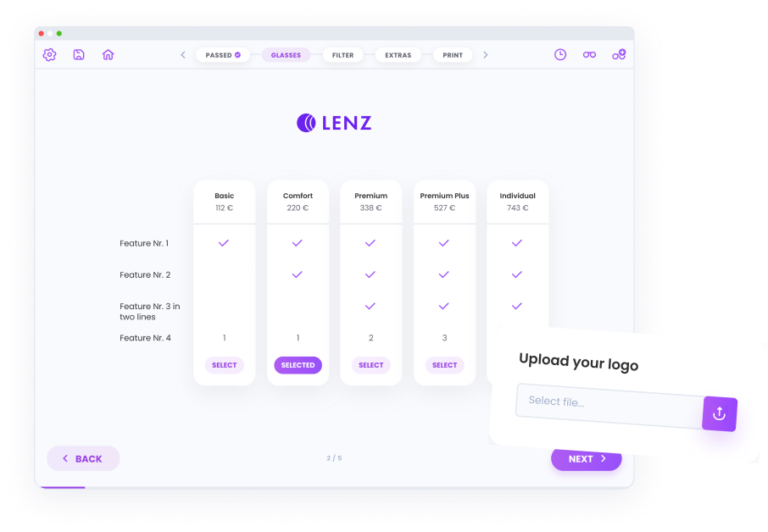 PASSED
GLASSES
FILTER
EXTRAS
PRINT
LENZ
Basic
112 €
Comfort
220 €
Premium
338 €
Premium Plus
527 €
Individual
743 €
Feature Nr. 1
Feature Nr. 2
Feature Nr. 3 in
two lines
Feature Nr. 4
1
1
2
3
SELECT
SELECTED
SELECT
SELECT
Upload your logo
Select file...
BACK
2 / 5
NEXT